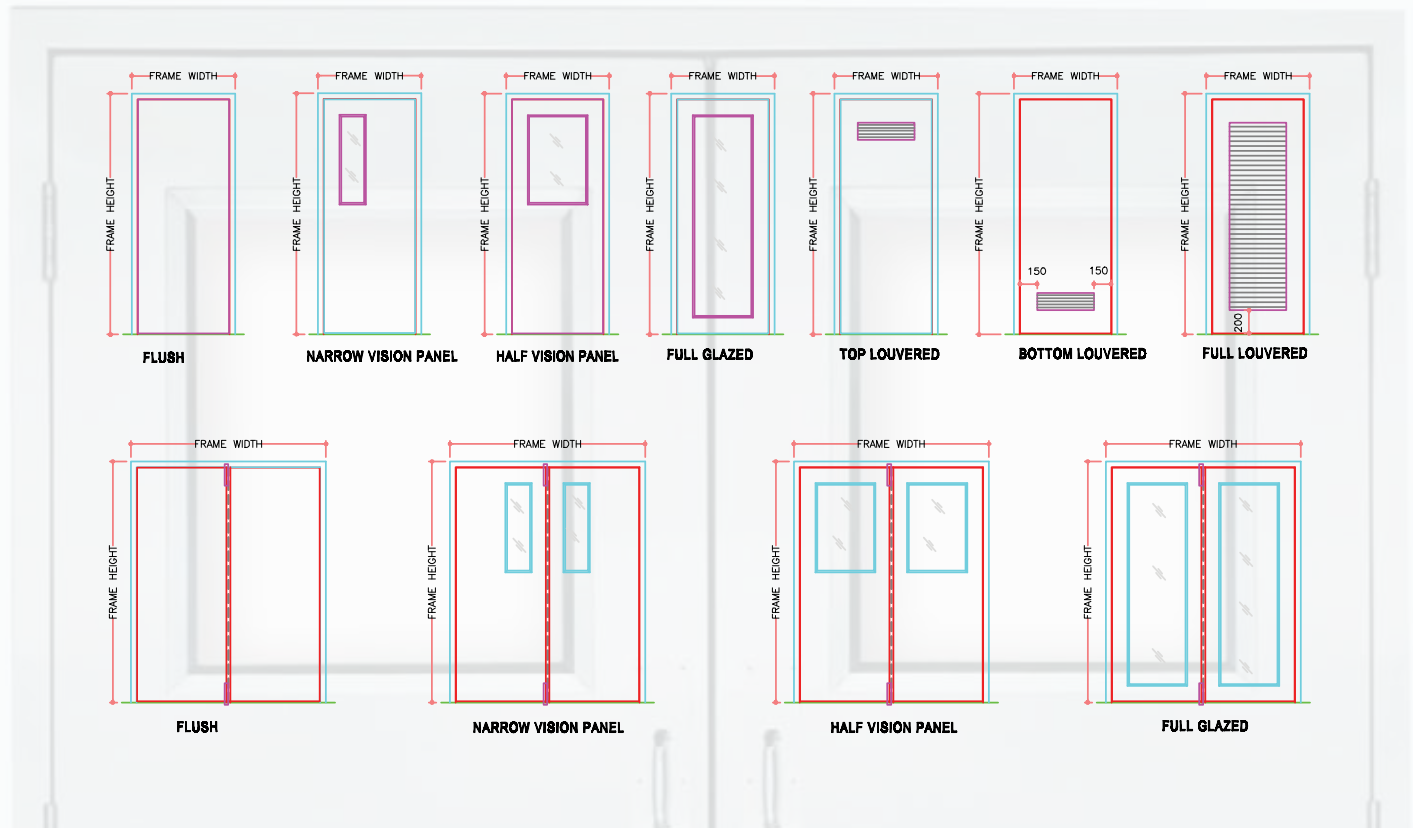 FRAME WIDTH
FRAME WIDTH
FRAME WIDTH
FRAME WIDTH
FRAME WIDTH
FRAME WIDTH
FRAME WIDTH
FRAME HEIGHT
FRAME HEIGHT
FRAME HEIGHT
FRAME HEIGHT
FRAME HEIGHT
FRAME HEIGHT
FRAME HEIGHT
150
150
200
FLUSH
NARROW VISION PANEL
HALF VISION PANEL
FULL GLAZED
TOP LOUVERED
BOTTOM LOUVERED
FULL LOUVERED
FRAME WIDTH
FRAME WIDTH
FRAME WIDTH
FRAME WIDTH
FRAME HEIGHT
FRAME HEIGHT
FRAME HEIGHT
FRAME HEIGHT
FLUSH
NARROW VISION PANEL
HALF VISION PANEL
FULL GLAZED